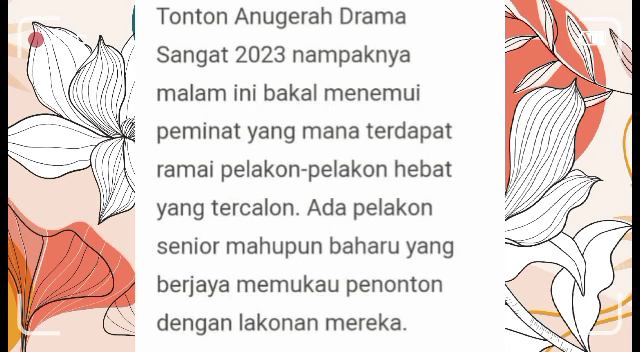 Tonton Anugerah Drama
Sangat 2023 nampaknya
malam ini bakal menemui
peminat yang mana terdapat
ramai pelakon-pelakon hebat
yang tercalon. Ada pelakon
senior mahupun baharu yang
berjaya memukau penonton
dengan lakonan mereka.